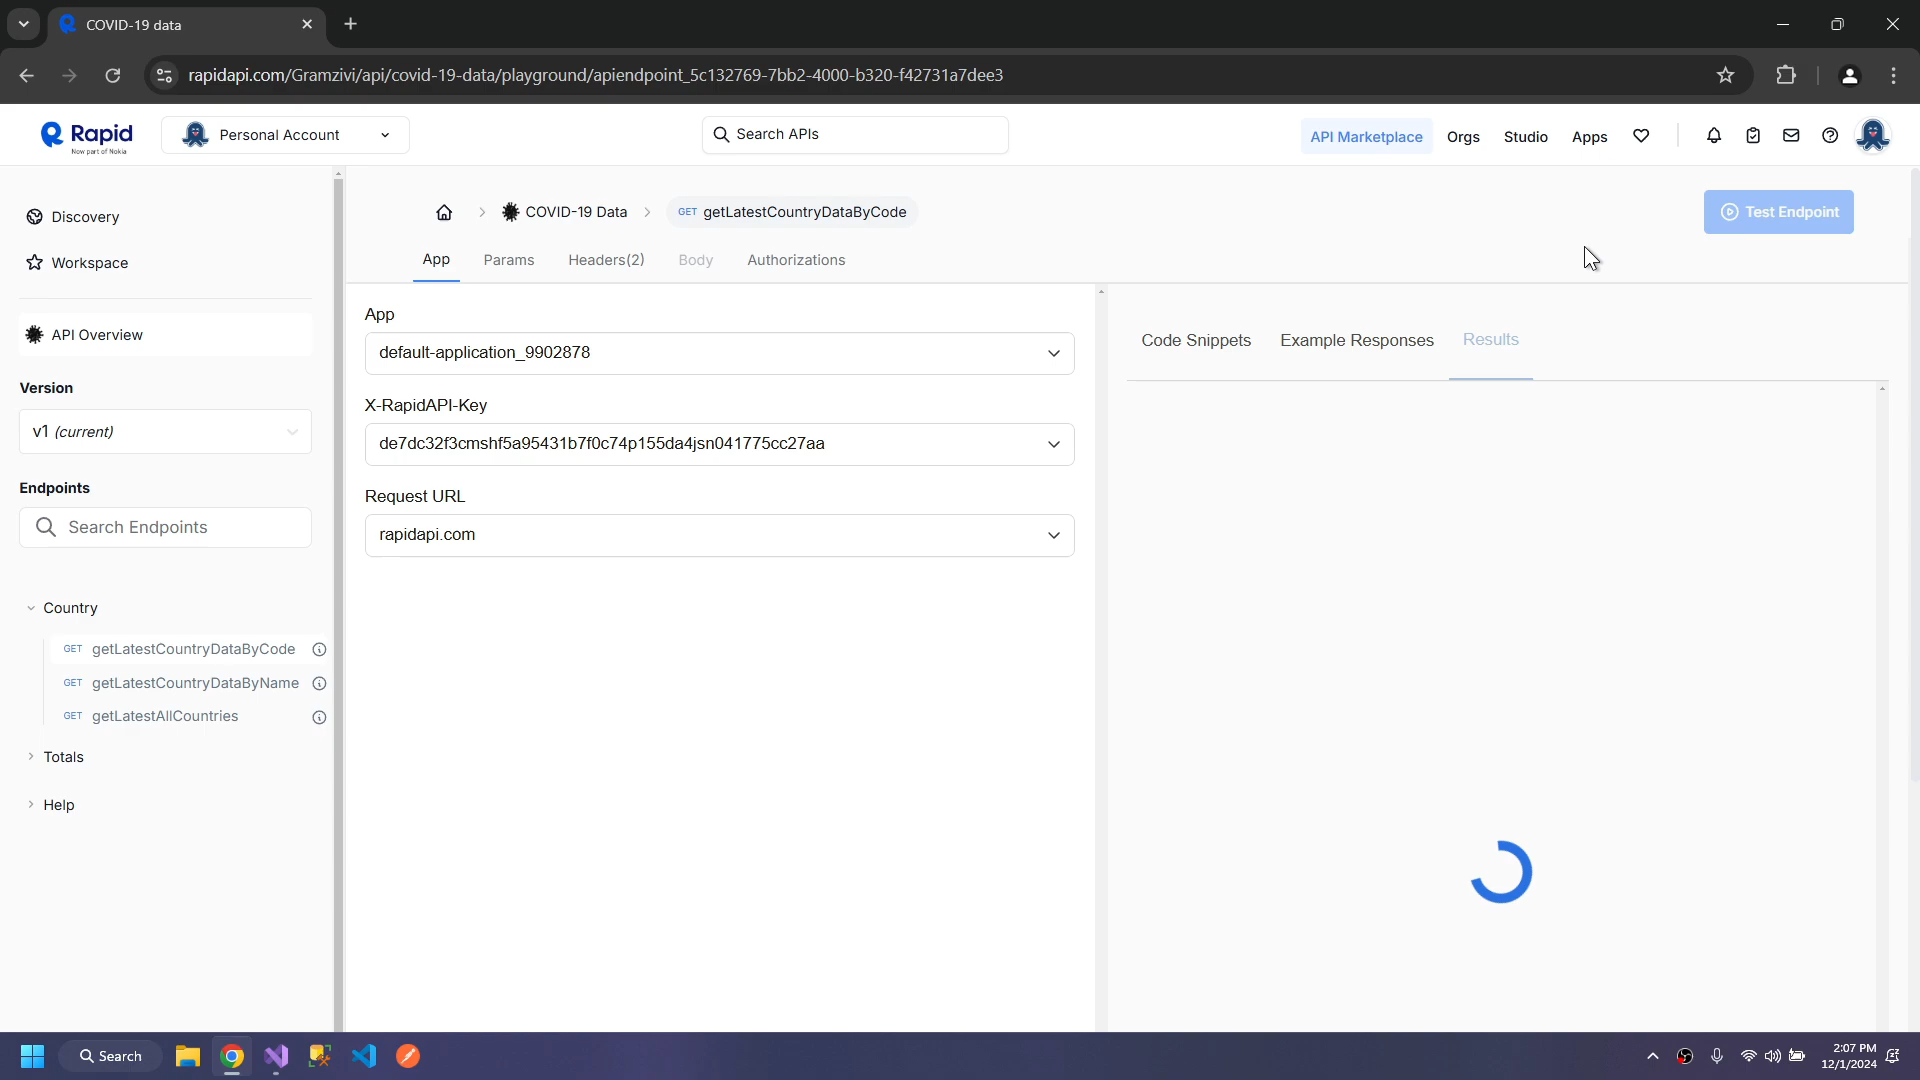 COVID-19 data
rapidapi.com/Gramzivi/api/covid-19-data/playground/apiendpoint_5c132769-7bb2-4000-b320-f42731a7dee3
Rapid
Now part of Nokia
Personal Account
Search APIs
API Marketplace
Orgs
Studio
Apps
Discovery
Workspace
API Overview
Version
v1 (current)
Endpoints
Search Endpoints
Country
GET getLatestCountryDataByCode
GET getLatestCountryDataByName
GET getLatestAllCountries
Totals
Help
COVID-19 Data
GET getLatestCountryDataByCode
Test Endpoint
App
Params
Headers(2)
Body
Authorizations
App
default-application_9902878
X-RapidAPI-Key
de7dc32f3cmshf5a95431b7f0c74p155da4jsn041775cc27aa
Request URL
rapidapi.com
Code Snippets
Example Responses
Results
Search
2:07 PM
12/1/2024